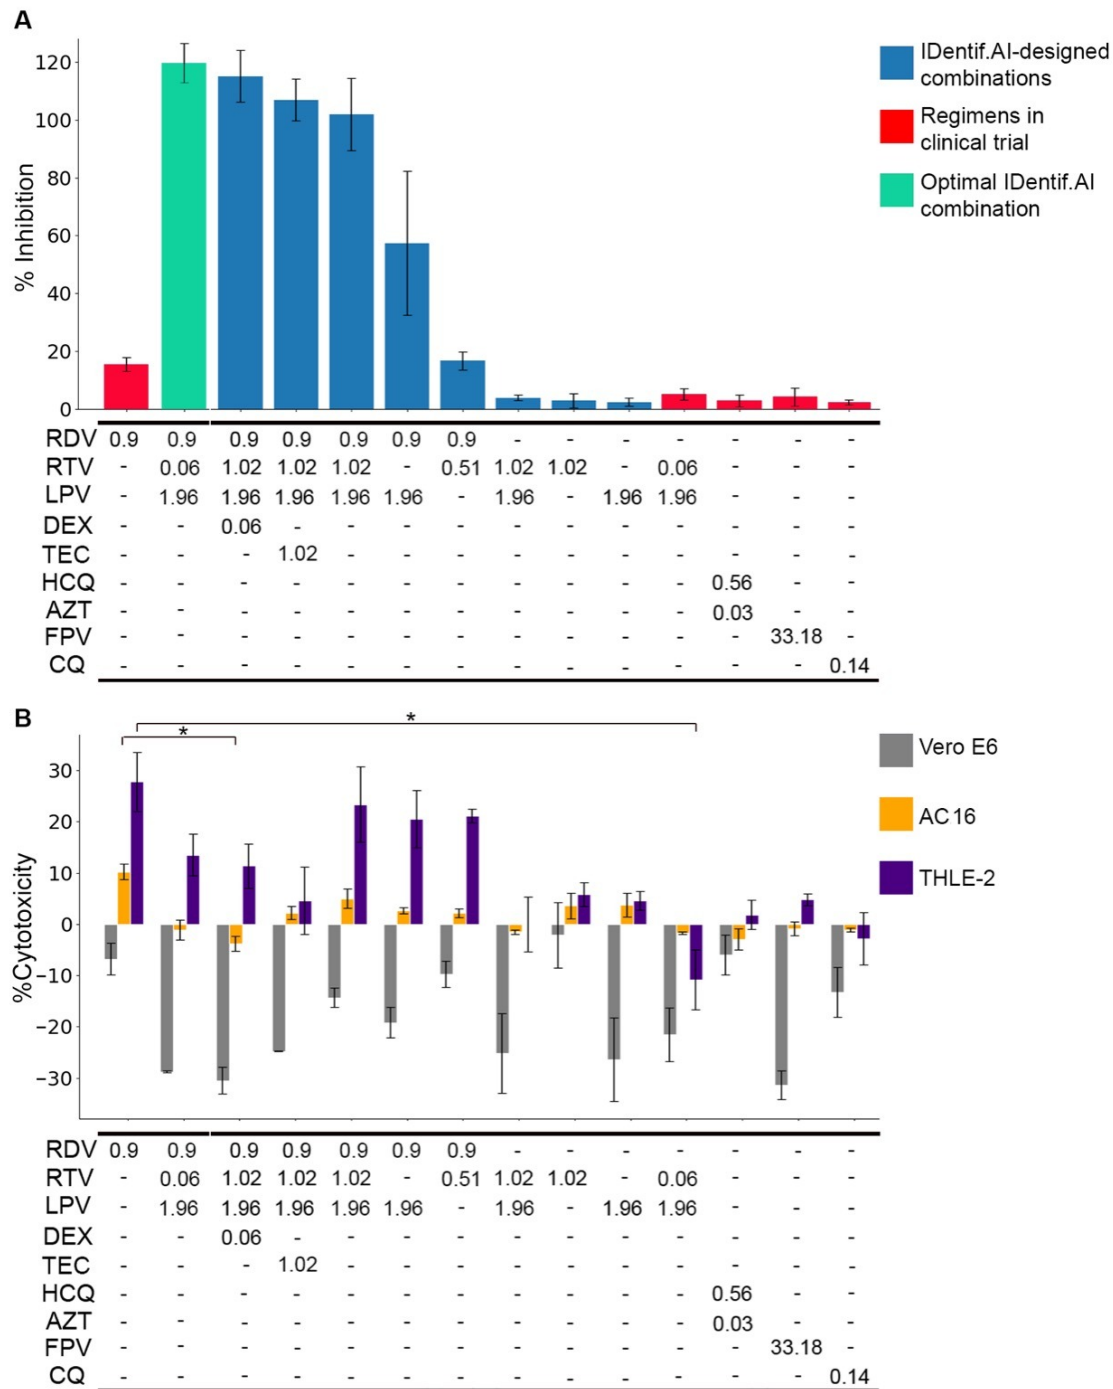 A
% Inhibition
120
100
80
60
40
20
0
IDentif.AI-designed
combinations
Regimens in
clinical trial
Optimal IDentif.AI
combination
RDV 0.9 0.9 0.9 0.9 0.9 0.9 0.9 - - - - - - -
RTV - 0.06 1.02 1.02 1.02 - 0.51 1.02 1.02 - 0.06 - - -
LPV - 1.96 1.96 1.96 1.96 1.96 - 1.96 - 1.96 1.96 - - -
DEX - - 0.06 - - - - - - - - - - -
TEC - - - 1.02 - - - - - - - - - -
HCQ - - - - - - - - - - - 0.56 - -
AZT - - - - - - - - - - - 0.03 - -
FPV - - - - - - - - - - - - 33.18 -
CQ - - - - - - - - - - - - - 0.14
B
%Cytotoxicity
30
20
10
0
−10
−20
−30
*
*
Vero E6
AC 16
THLE-2
RDV 0.9 0.9 0.9 0.9 0.9 0.9 0.9 - - - - - - -
RTV - 0.06 1.02 1.02 1.02 - 0.51 1.02 1.02 - 0.06 - - -
LPV - 1.96 1.96 1.96 1.96 1.96 - 1.96 - 1.96 1.96 - - -
DEX - - 0.06 - - - - - - - - - - -
TEC - - - 1.02 - - - - - - - - - -
HCQ - - - - - - - - - - - 0.56 - -
AZT - - - - - - - - - - - 0.03 - -
FPV - - - - - - - - - - - - 33.18 -
CQ - - - - - - - - - - - - - 0.14